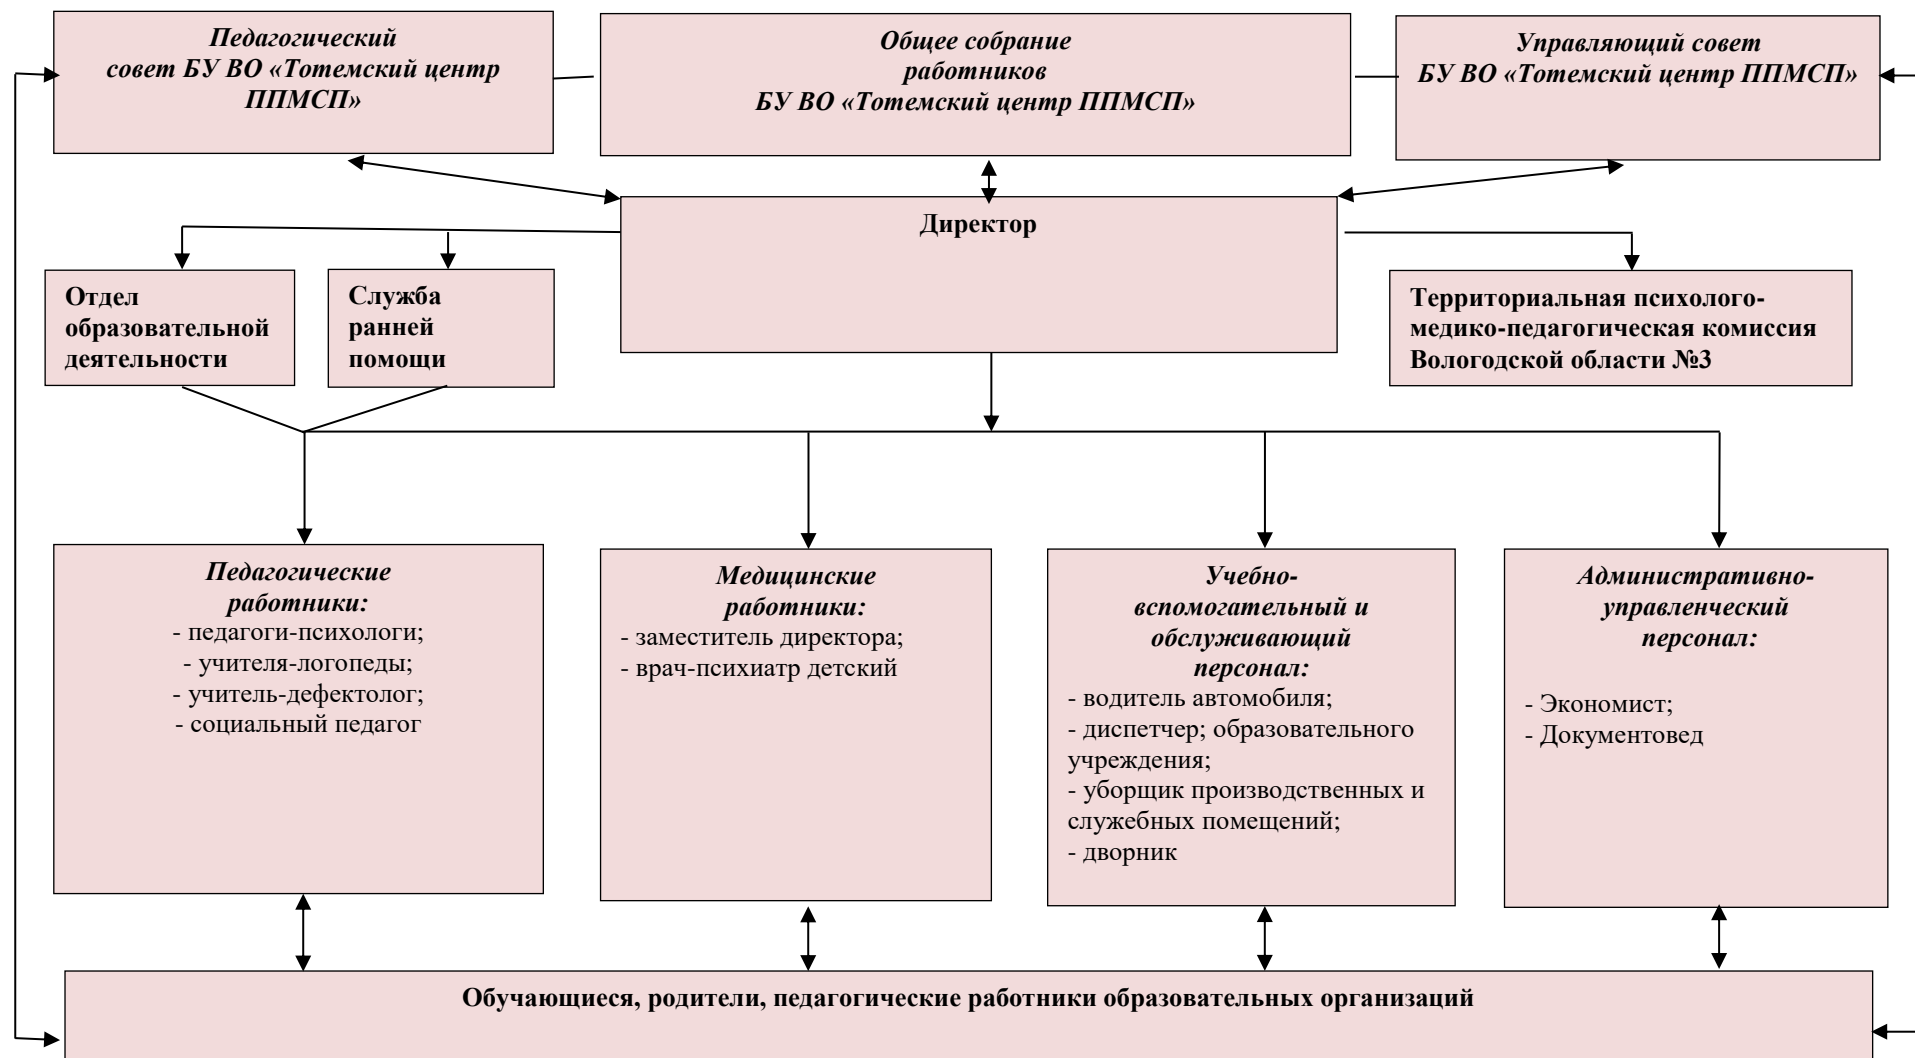 Педагогический
совет БУ ВО «Тотемский центр
ППМСП»
Общее собрание
работников
БУ ВО «Тотемский центр ППМСП»
Управляющий совет
БУ ВО «Тотемский центр ППМСП»
Директор
Отдел
образовательной
деятельности
Служба
ранней
помощи
Территориальная психолого-
медико-педагогическая комиссия
Вологодской области №3
Педагогические
работники:
- педагоги-психологи;
- учителя-логопеды;
- учитель-дефектолог;
- социальный педагог
Медицинские
работники:
- заместитель директора;
- врач-психиатр детский
Учебно-
вспомогательный и
обслуживающий
персонал:
- водитель автомобиля;
- диспетчер; образовательного
учреждения;
- уборщик производственных и
служебных помещений;
- дворник
Административно-
управленческий
персонал:
- Экономист;
- Документовед
Обучающиеся, родители, педагогические работники образовательных организаций